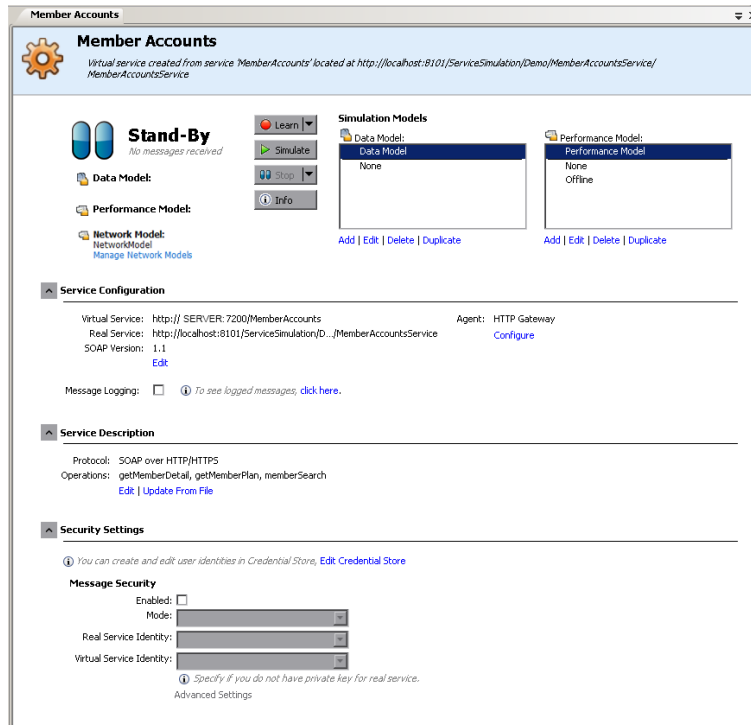 Member Accounts
Member Accounts
Virtual service created from service 'MemberAccounts' located at http://localhost:8101/ServiceSimulation/Demo/MemberAccountsService/
MemberAccountsService
Stand-By
No messages received
Data Model:
Performance Model:
Network Model:
NetworkModel
Manage Network Models
Learn
Simulate
Stop
Info
Simulation Models
Data Model:
Data Model
None
Add | Edit | Delete | Duplicate
Performance Model:
Performance Model
None
Offline
Add | Edit | Delete | Duplicate
Service Configuration
Virtual Service: http:// SERVER: 7200/MemberAccounts
Agent: HTTP Gateway
Real Service: http://localhost:8101/ServiceSimulation/D.../MemberAccountsService
Configure
SOAP Version: 1.1
Edit
Message Logging: To see logged messages, click here.
Service Description
Protocol: SOAP over HTTP/HTTPS
Operations: getMemberDetail, getMemberPlan, memberSearch
Edit | Update From File
Security Settings
You can create and edit user identities in Credential Store, Edit Credential Store
Message Security
Enabled:
Mode:
Real Service Identity:
Virtual Service Identity:
Specify if you do not have private key for real service.
Advanced Settings